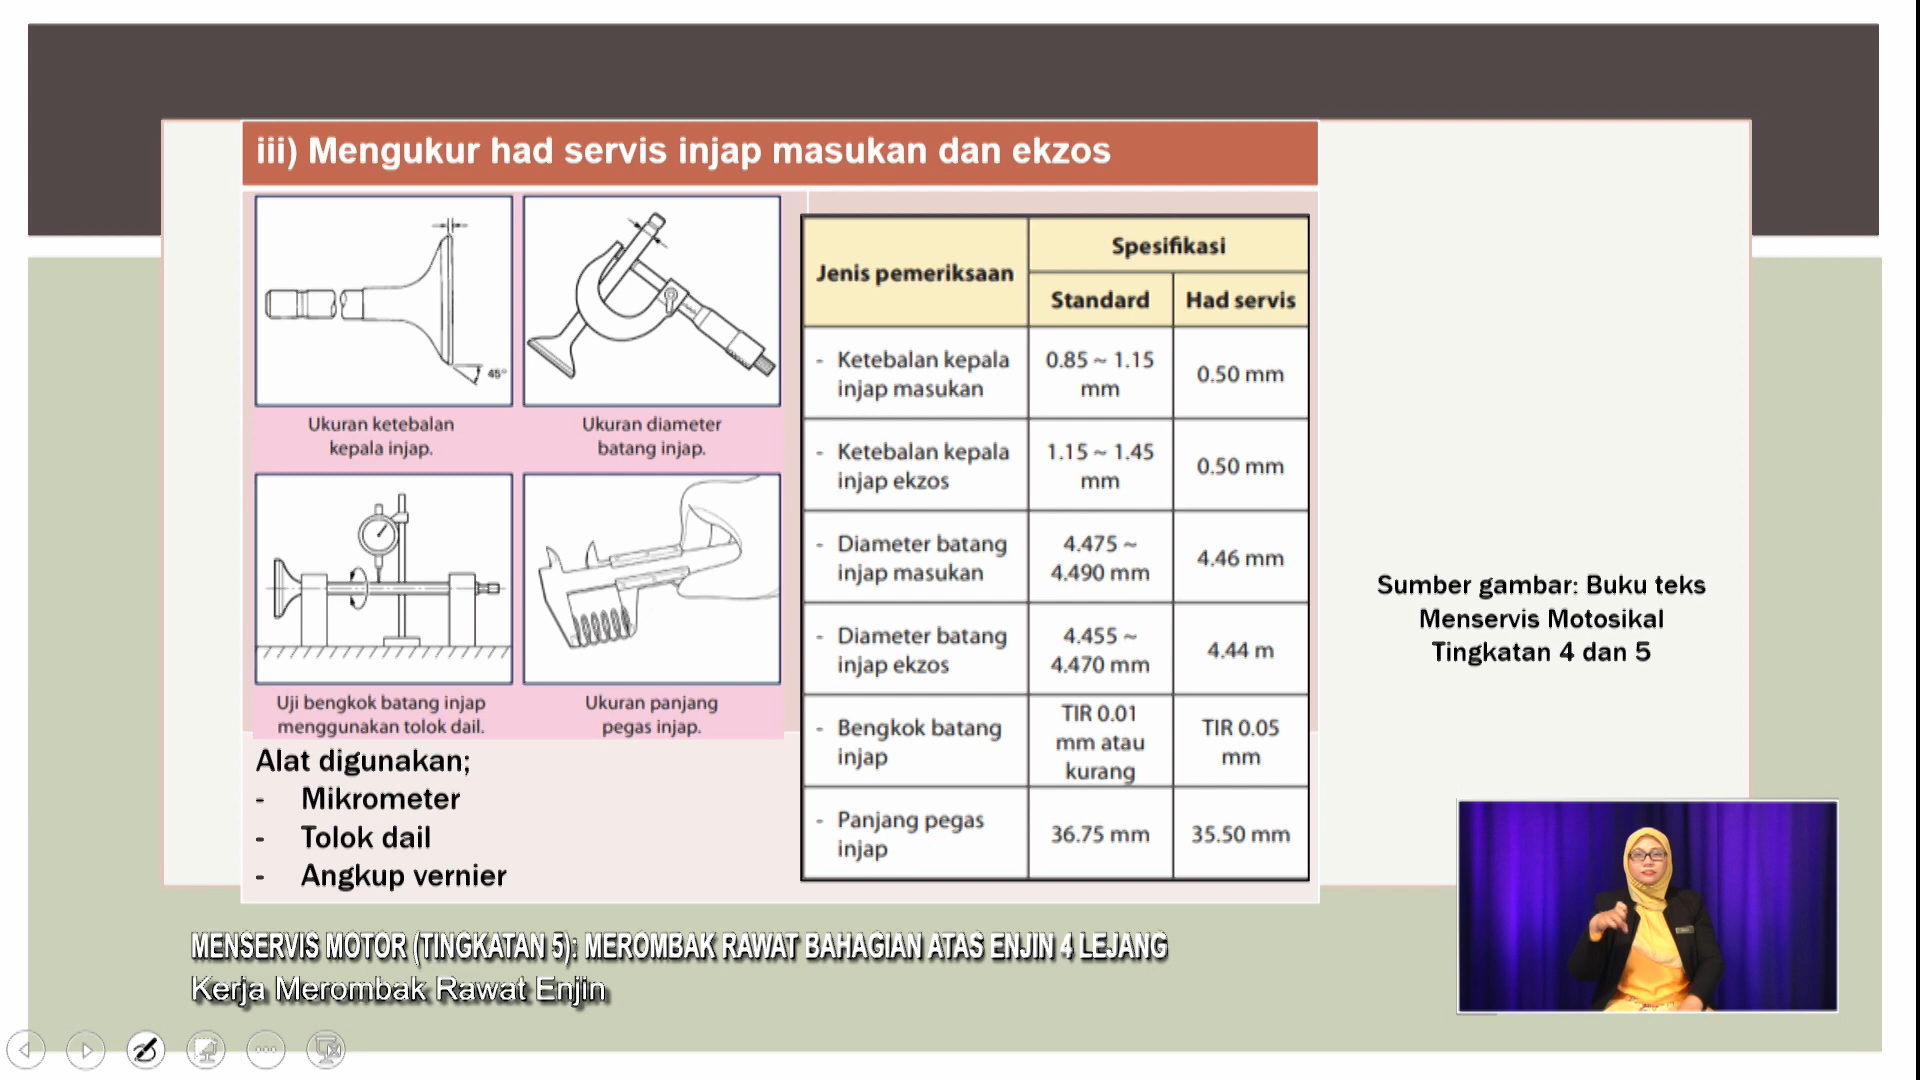 iii) Mengukur had servis injap masukan dan ekzos
45°
Ukuran ketebalan
kepala injap.
Ukuran diameter
batang injap.
Uji bengkok batang injap
menggunakan tolok dail.
Ukuran panjang
pegas injap.
Alat digunakan;
- Mikrometer
- Tolok dail
- Angkup vernier
Jenis pemeriksaan
Spesifikasi
Standard
Had servis
- Ketebalan kepala
injap masukan
0.85 ~ 1.15
mm
0.50 mm
- Ketebalan kepala
injap ekzos
1.15 ~ 1.45
mm
0.50 mm
- Diameter batang
injap masukan
4.475 ~
4.490 mm
4.46 mm
- Diameter batang
injap ekzos
4.455 ~
4.470 mm
4.44 m
- Bengkok batang
injap
TIR 0.01
mm atau
kurang
TIR 0.05
mm
- Panjang pegas
injap
36.75 mm
35.50 mm
Sumber gambar: Buku teks
Menservis Motosikal
Tingkatan 4 dan 5
MENSERVIS MOTOR (TINGKATAN 5): MEROMBAK RAWAT BAHAGIAN ATAS ENJIN 4 LEJANG
Kerja Merombak Rawat Enjin